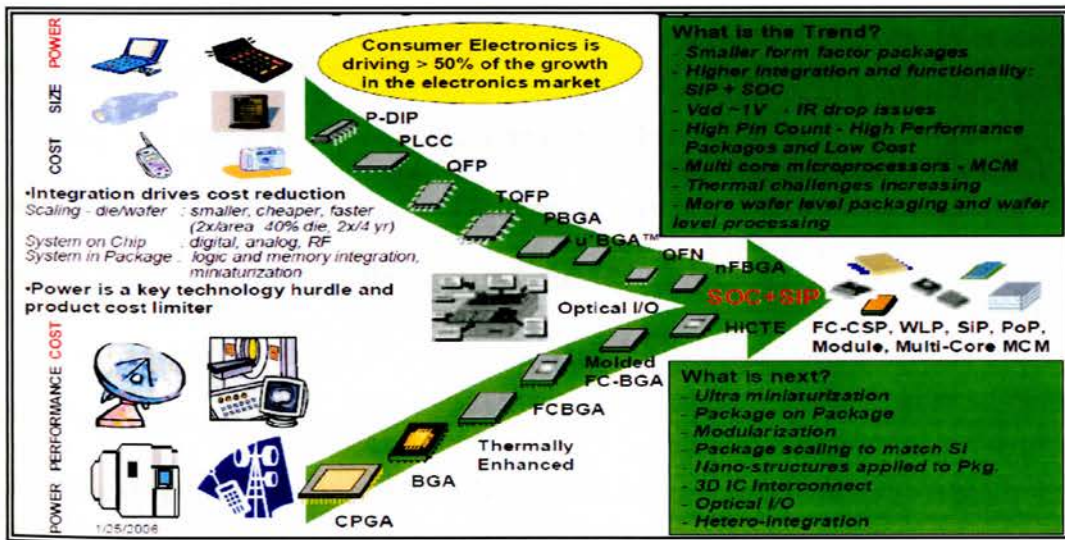 POWER
SIZE
COST
Consumer Electronics is
driving > 50% of the growth
in the electronics market
What is the Trend?
- Smaller form factor packages
- Higher integration and functionality:
SIP + SOC
- Vdd ~1V - IR drop issues
- High Pin Count - High Performance
Packages and Low Cost
- Multi core microprocessors - MCM
- Thermal challenges increasing
- More wafer level packaging and wafer
level processing
P-DIP
PLCC
QFP
TQFP
PBGA
u BGA™
QFN
nFBGA
•Integration drives cost reduction
Scaling - die/wafer : smaller, cheaper, faster
(2x/area 40% die, 2x/4 yr)
System on Chip : digital, analog, RF
System in Package : logic and memory integration,
miniaturization
•Power is a key technology hurdle and
product cost limiter
Optical I/O
SOC+SIP
HiCTE
FC-CSP, WLP, SiP, PoP,
Module, Multi-Core MCM
Molded
FC-BGA
FCBGA
Thermally
Enhanced
BGA
CPGA
POWER PERFORMANCE COST
1/25/2006
What is next?
- Ultra miniaturization
- Package on Package
- Modularization
- Package scaling to match Si
- Nano-structures applied to Pkg.
- 3D IC Interconnect
- Optical I/O
- Hetero-integration